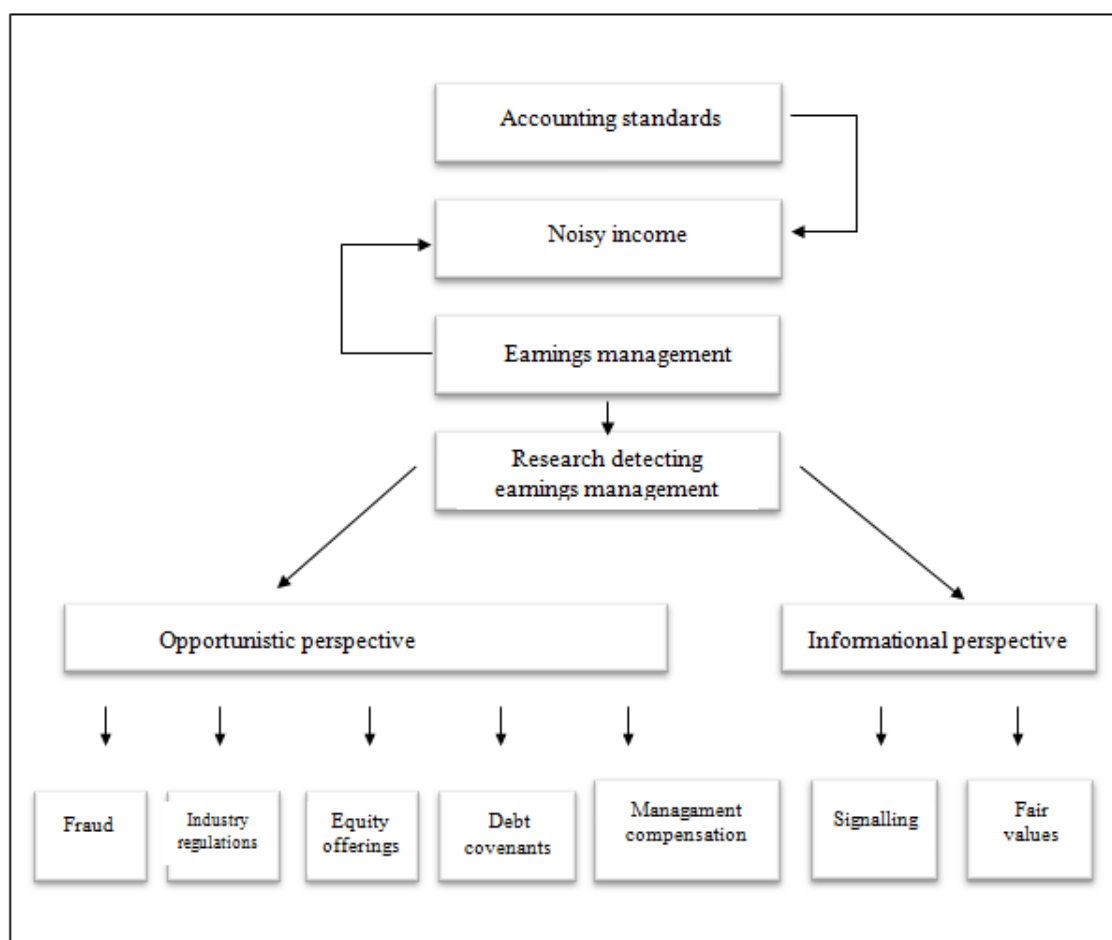 Accounting standards
Noisy income
Earnings management
Research detecting
earnings management
Opportunistic perspective
Informational perspective
Fraud
Industry
regulations
Equity
offerings
Debt
covenants
Managament
compensation
Signalling
Fair
values